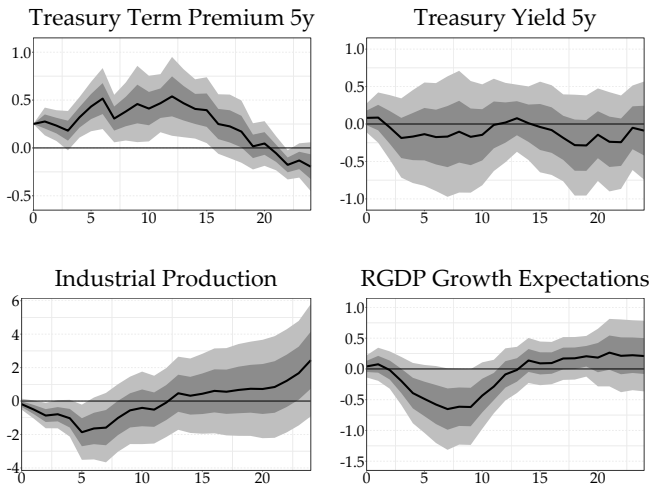 Treasury Term Premium 5y
1.0
0.5
0.0
-0.5
0 5 10 15 20
Treasury Yield 5y
1.0
0.5
0.0
-0.5
-1.0
0 5 10 15 20
Industrial Production
6
4
2
0
-2
-4
0 5 10 15 20
RGDP Growth Expectations
1.0
0.5
0.0
-0.5
-1.0
-1.5
0 5 10 15 20